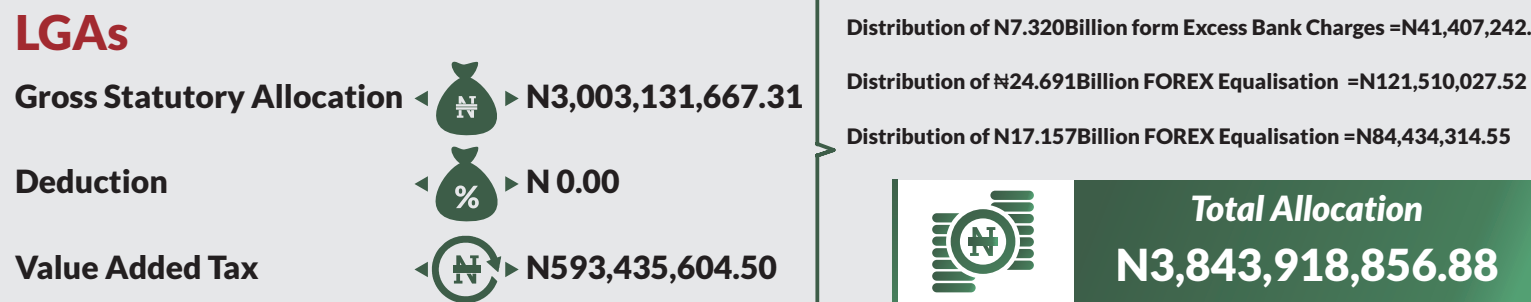 LGAs
Gross Statutory Allocation ₦ N3,003,131,667.31
Deduction % N 0.00
Value Added Tax ₦ N593,435,604.50
Distribution of N7.320Billion form Excess Bank Charges =N41,407,242.
Distribution of ₦24.691Billion FOREX Equalisation =N121,510,027.52
Distribution of N17.157Billion FOREX Equalisation =N84,434,314.55
₦ Total Allocation
N3,843,918,856.88